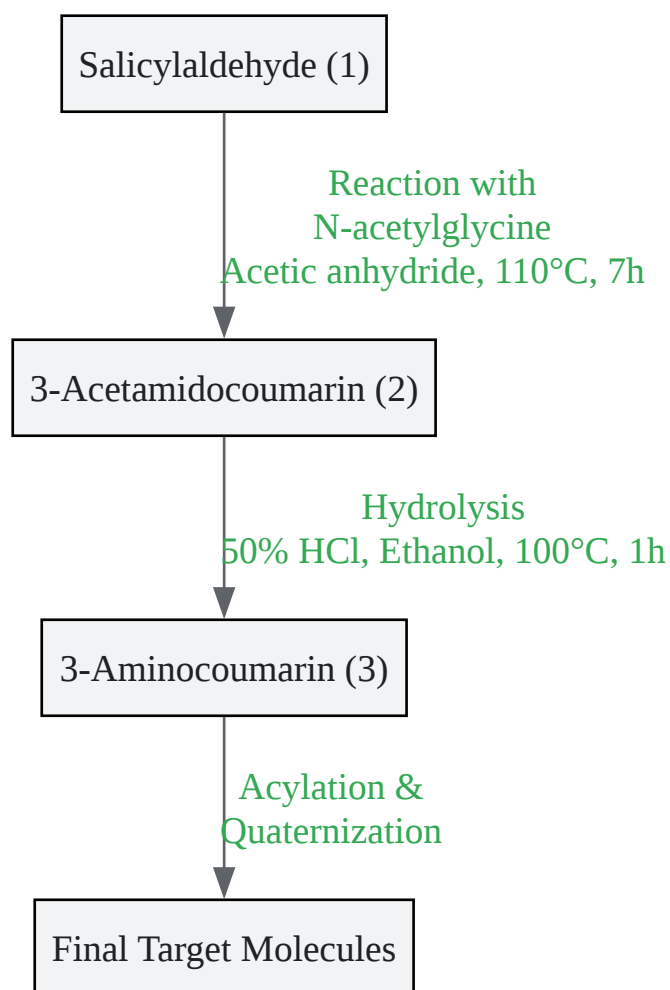 Salicylaldehyde (1)
Reaction with
N-acetylglycine
Acetic anhydride, 110°C, 7h
3-Acetamidocoumarin (2)
Hydrolysis
50% HCl, Ethanol, 100°C, 1h
3-Aminocoumarin (3)
Acylation &
Quaternization
Final Target Molecules